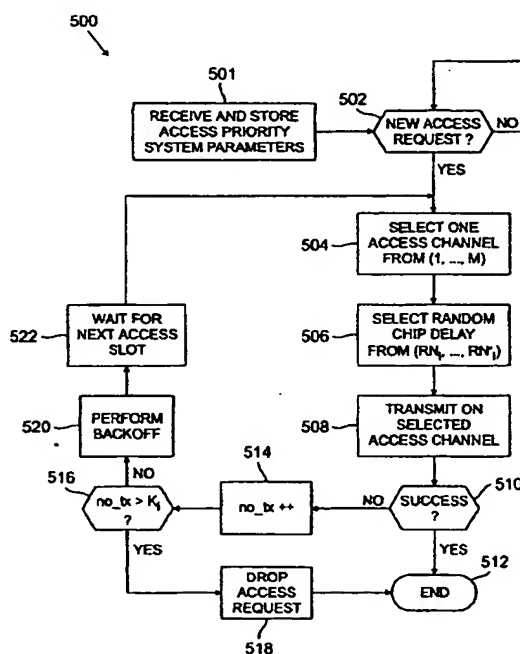 500
501
RECEIVE AND STORE
ACCESS PRIORITY
SYSTEM PARAMETERS
502
NEW ACCESS
REQUEST ?
NO
YES
504
SELECT ONE
ACCESS CHANNEL
FROM (1, ..., M)
506
SELECT RANDOM
CHIP DELAY
FROM (RNi, ..., RN'i)
508
TRANSMIT ON
SELECTED
ACCESS CHANNEL
510
SUCCESS
?
NO
YES
512
END
514
no_tx ++
516
no_tx > Ki
?
NO
YES
518
DROP
ACCESS
REQUEST
520
PERFORM
BACKOFF
522
WAIT FOR
NEXT ACCESS
SLOT